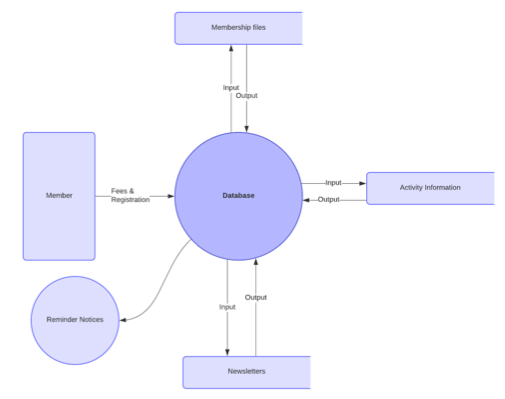 Membership files
Input
Output
Member
Fees &
Registration
Database
Input
Output
Activity Information
Reminder Notices
Input
Output
Newsletters